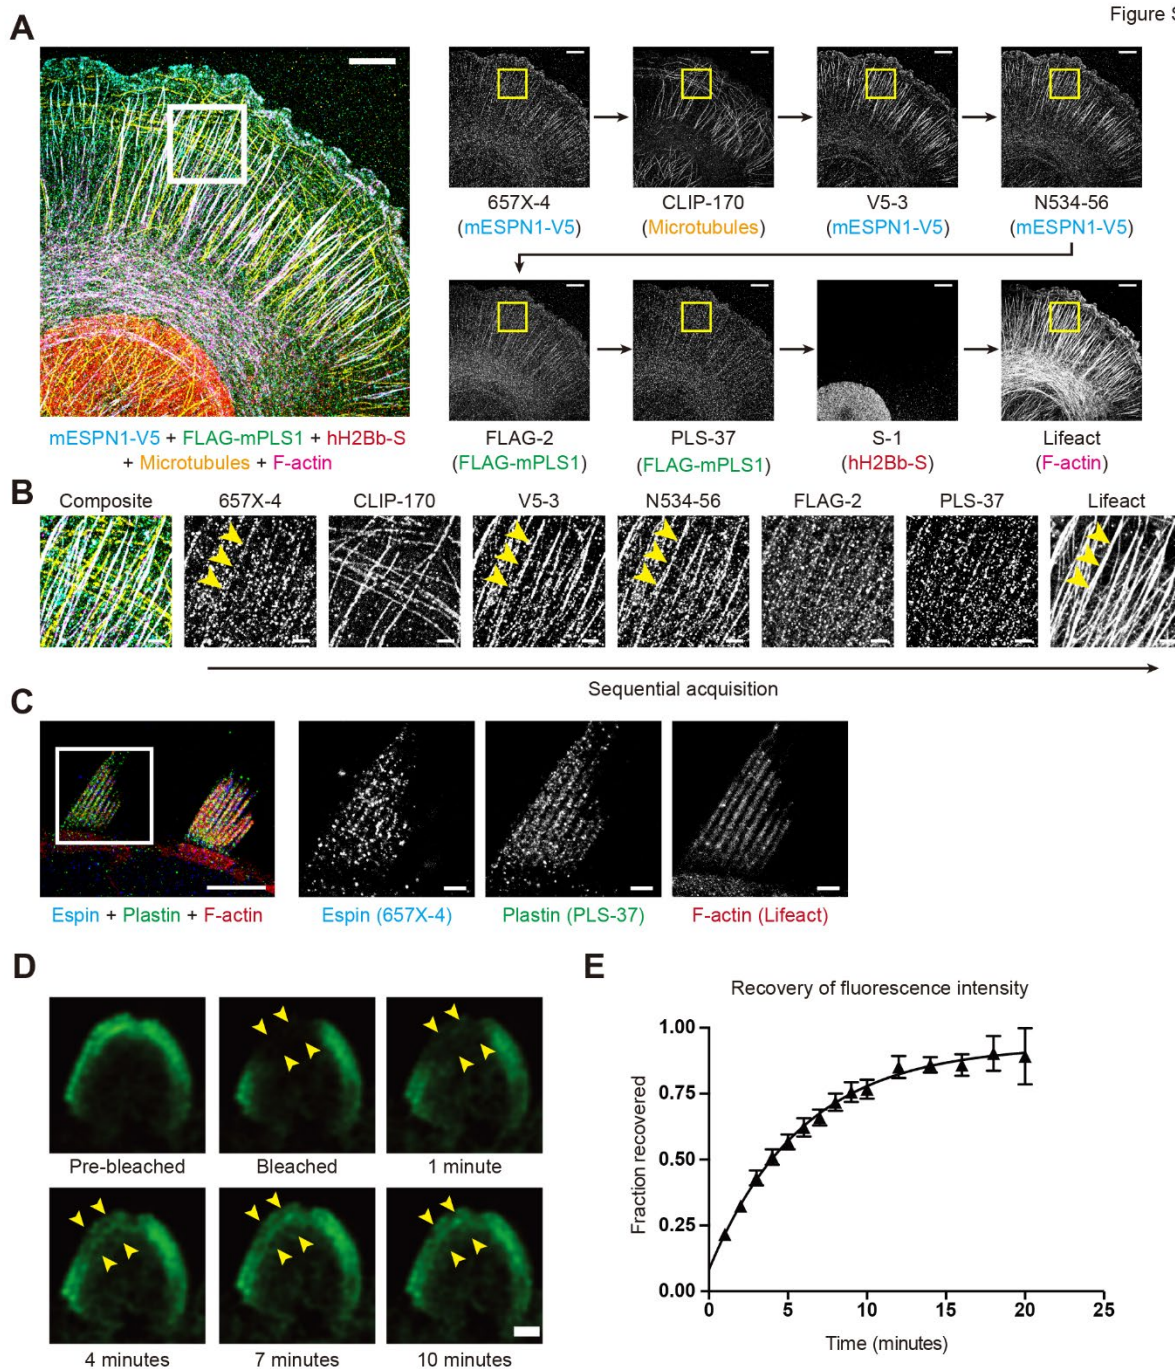 Figure S
A
657X-4
(mESPN1-V5)
CLIP-170
(Microtubules)
V5-3
(mESPN1-V5)
N534-56
(mESPN1-V5)
mESPN1-V5 + FLAG-mPLS1 + hH2Bb-S
+ Microtubules + F-actin
FLAG-2
(FLAG-mPLS1)
PLS-37
(FLAG-mPLS1)
S-1
(hH2Bb-S)
Lifeact
(F-actin)
B
Composite
657X-4
CLIP-170
V5-3
N534-56
FLAG-2
PLS-37
Lifeact
Sequential acquisition
C
Espin + Plastin + F-actin
Espin (657X-4)
Plastin (PLS-37)
F-actin (Lifeact)
D
Pre-bleached
Bleached
1 minute
4 minutes
7 minutes
10 minutes
E
Recovery of fluorescence intensity
Fraction recovered
1.00
0.75
0.50
0.25
0.00
0
5
10
15
20
25
Time (minutes)